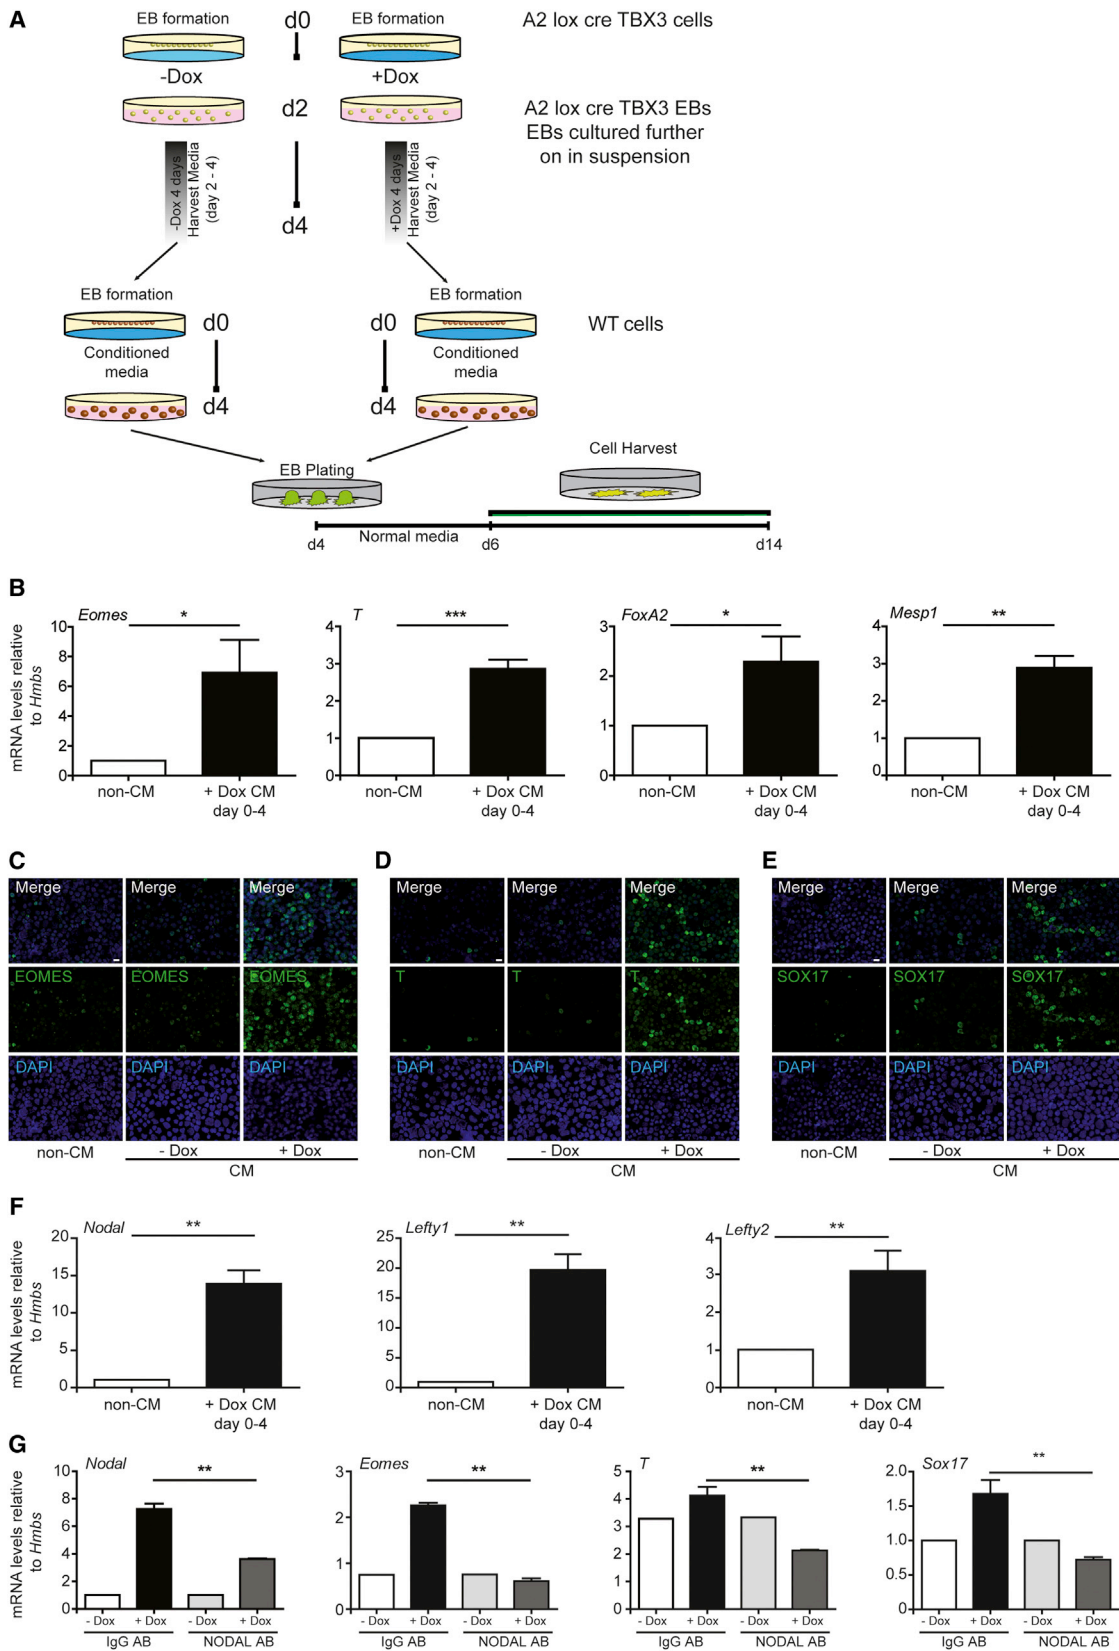 A
EB formation
d0
EB formation
A2 lox cre TBX3 cells
-Dox
+Dox
d2
A2 lox cre TBX3 EBs
EBs cultured further
on in suspension
-Dox 4 days
Harvest Media
(day 2 - 4)
+Dox 4 days
Harvest Media
(day 2 - 4)
d4
EB formation
EB formation
d0
d0
WT cells
Conditioned
media
Conditioned
media
d4
d4
EB Plating
Cell Harvest
Normal media
d4
d6
d14
B
mRNA levels relative
to Hmbs
Eomes
*
10
8
6
4
2
0
non-CM
+ Dox CM
day 0-4
T
***
4
3
2
1
0
non-CM
+ Dox CM
day 0-4
FoxA2
*
3
2
1
0
non-CM
+ Dox CM
day 0-4
Mesp1
**
4
3
2
1
0
non-CM
+ Dox CM
day 0-4
C
Merge
Merge
Merge
EOMES
EOMES
EOMES
DAPI
DAPI
DAPI
non-CM
- Dox
+ Dox
CM
D
Merge
Merge
Merge
T
T
T
DAPI
DAPI
DAPI
non-CM
- Dox
+ Dox
CM
E
Merge
Merge
Merge
SOX17
SOX17
SOX17
DAPI
DAPI
DAPI
non-CM
- Dox
+ Dox
CM
F
mRNA levels relative
to Hmbs
Nodal
**
20
15
10
5
0
non-CM
+ Dox CM
day 0-4
Lefty1
**
25
20
15
10
5
0
non-CM
+ Dox CM
day 0-4
Lefty2
**
4
3
2
1
0
non-CM
+ Dox CM
day 0-4
G
mRNA levels relative
to Hmbs
Nodal
**
10
8
6
4
2
0
- Dox
+ Dox
- Dox
+ Dox
IgG AB
NODAL AB
Eomes
**
3
2
1
0
- Dox
+ Dox
- Dox
+ Dox
IgG AB
NODAL AB
T
**
5
4
3
2
1
0
- Dox
+ Dox
- Dox
+ Dox
IgG AB
NODAL AB
Sox17
**
2.0
1.5
1.0
0.5
0
- Dox
+ Dox
- Dox
+ Dox
IgG AB
NODAL AB